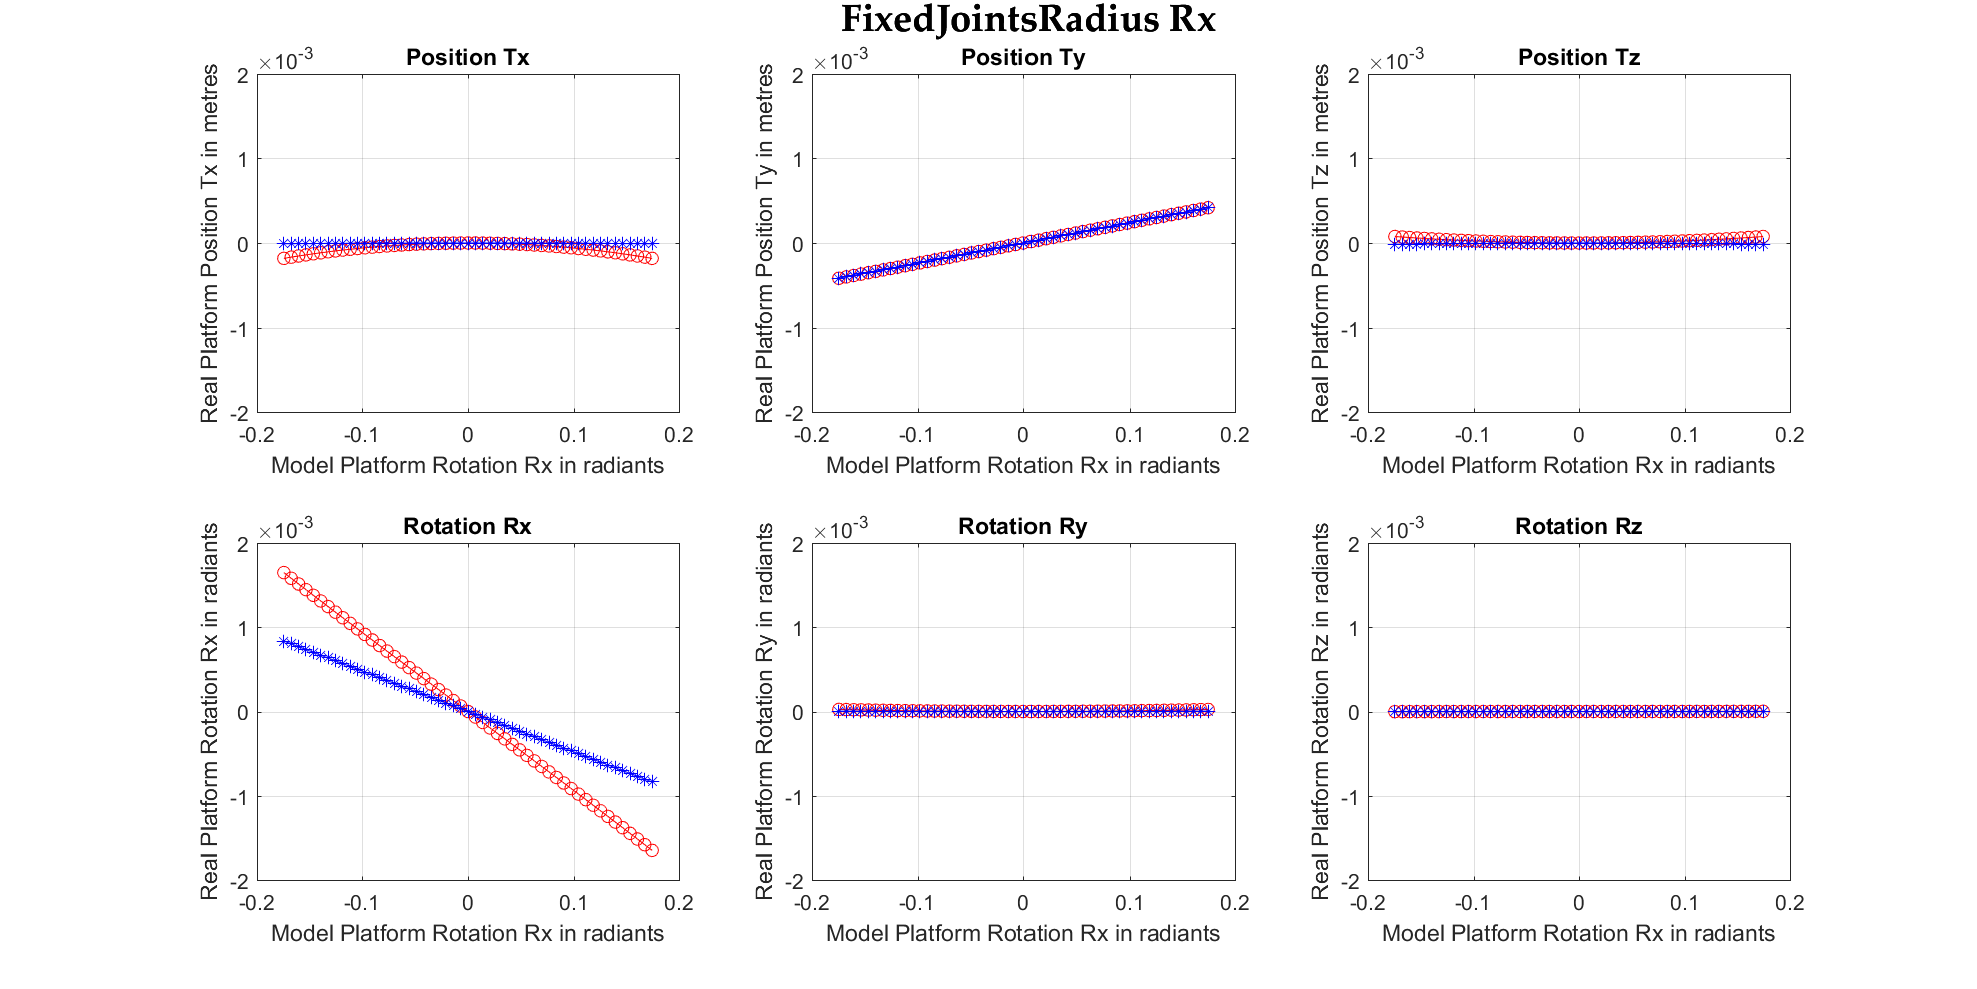 FixedJointsRadius Rx
Position Tx
×10⁻³
Real Platform Position Tx in metres
2
1
0
-1
-2
-0.2 -0.1 0 0.1 0.2
Model Platform Rotation Rx in radiants
Position Ty
×10⁻³
Real Platform Position Ty in metres
2
1
0
-1
-2
-0.2 -0.1 0 0.1 0.2
Model Platform Rotation Rx in radiants
Position Tz
×10⁻³
Real Platform Position Tz in metres
2
1
0
-1
-2
-0.2 -0.1 0 0.1 0.2
Model Platform Rotation Rx in radiants
Rotation Rx
×10⁻³
Real Platform Rotation Rx in radiants
2
1
0
-1
-2
-0.2 -0.1 0 0.1 0.2
Model Platform Rotation Rx in radiants
Rotation Ry
×10⁻³
Real Platform Rotation Ry in radiants
2
1
0
-1
-2
-0.2 -0.1 0 0.1 0.2
Model Platform Rotation Rx in radiants
Rotation Rz
×10⁻³
Real Platform Rotation Rz in radiants
2
1
0
-1
-2
-0.2 -0.1 0 0.1 0.2
Model Platform Rotation Rx in radiants